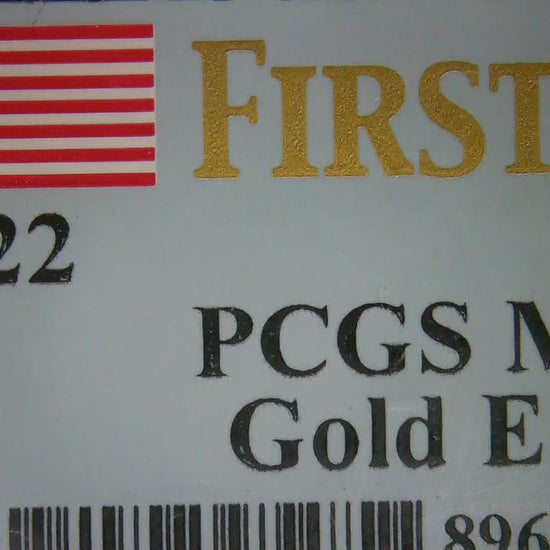 FIRST
22
PCGS M
Gold E
896